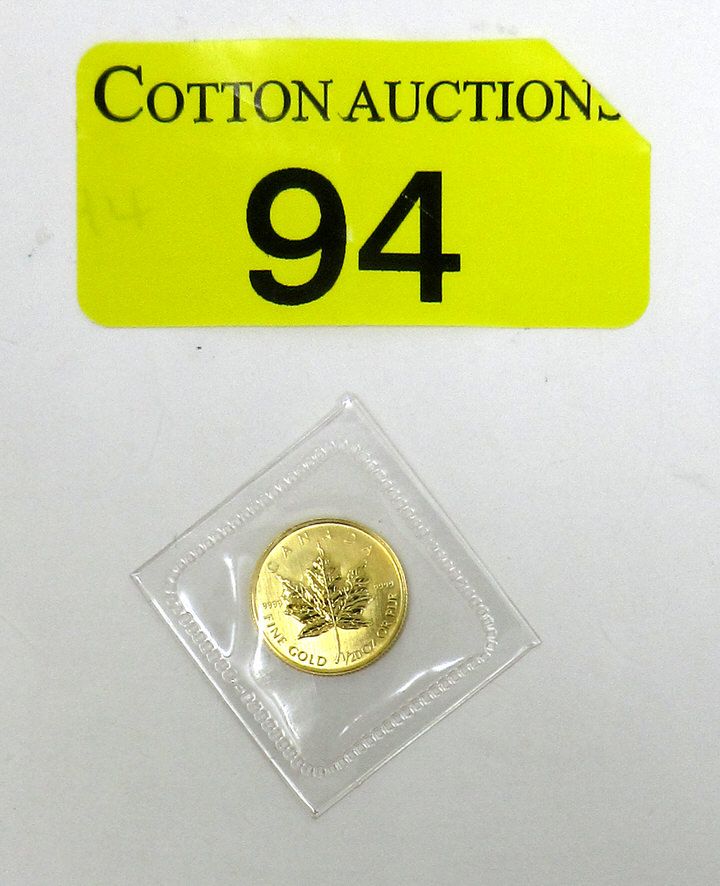 COTTON AUCTIONS
94
CANADA
9999 9999
FINE GOLD 1/20 OZ OR PUR